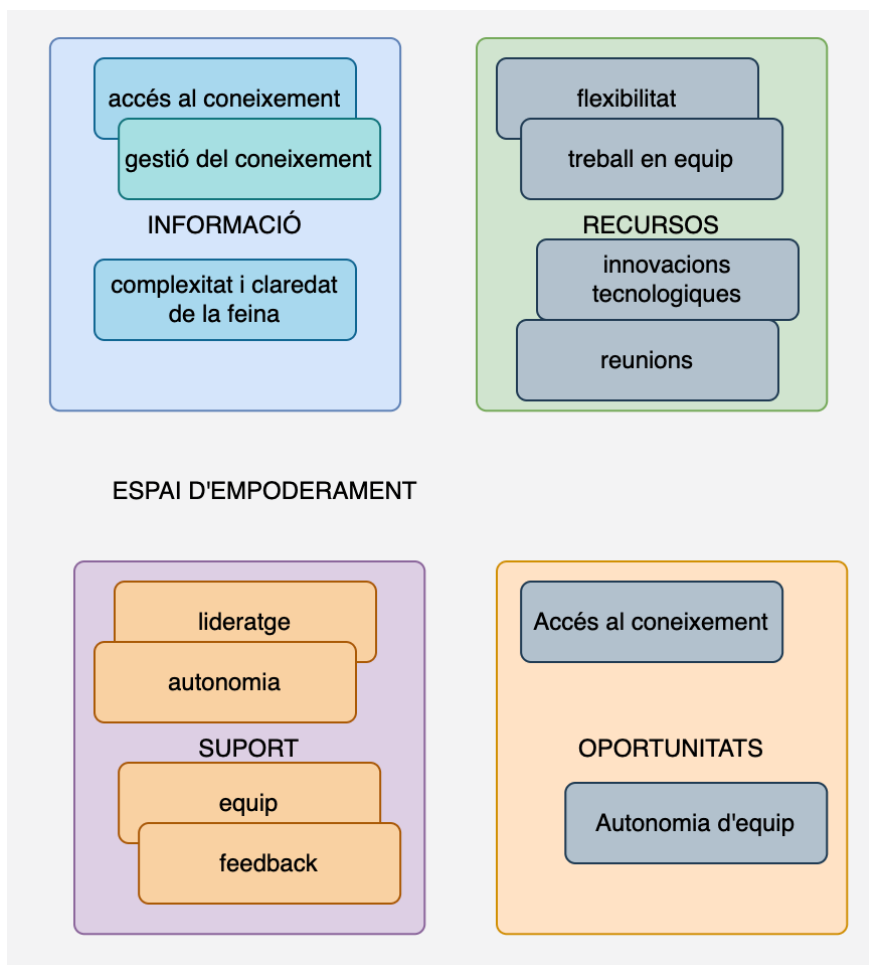 accés al coneixement
gestió del coneixement
INFORMACIÓ
complexitat i claredat
de la feina
flexibilitat
treball en equip
RECURSOS
innovacions
tecnologiques
reunions
ESPAI D'EMPODERAMENT
lideratge
autonomia
SUPORT
equip
feedback
Accés al coneixement
OPORTUNITATS
Autonomia d'equip